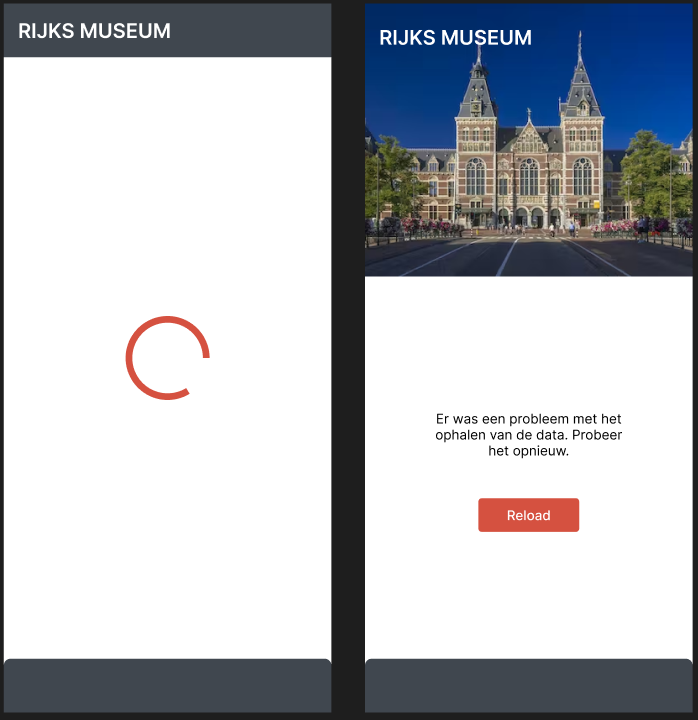 RIJKS MUSEUM
RIJKS MUSEUM
Er was een probleem met het
ophalen van de data. Probeer
het opnieuw.
Reload